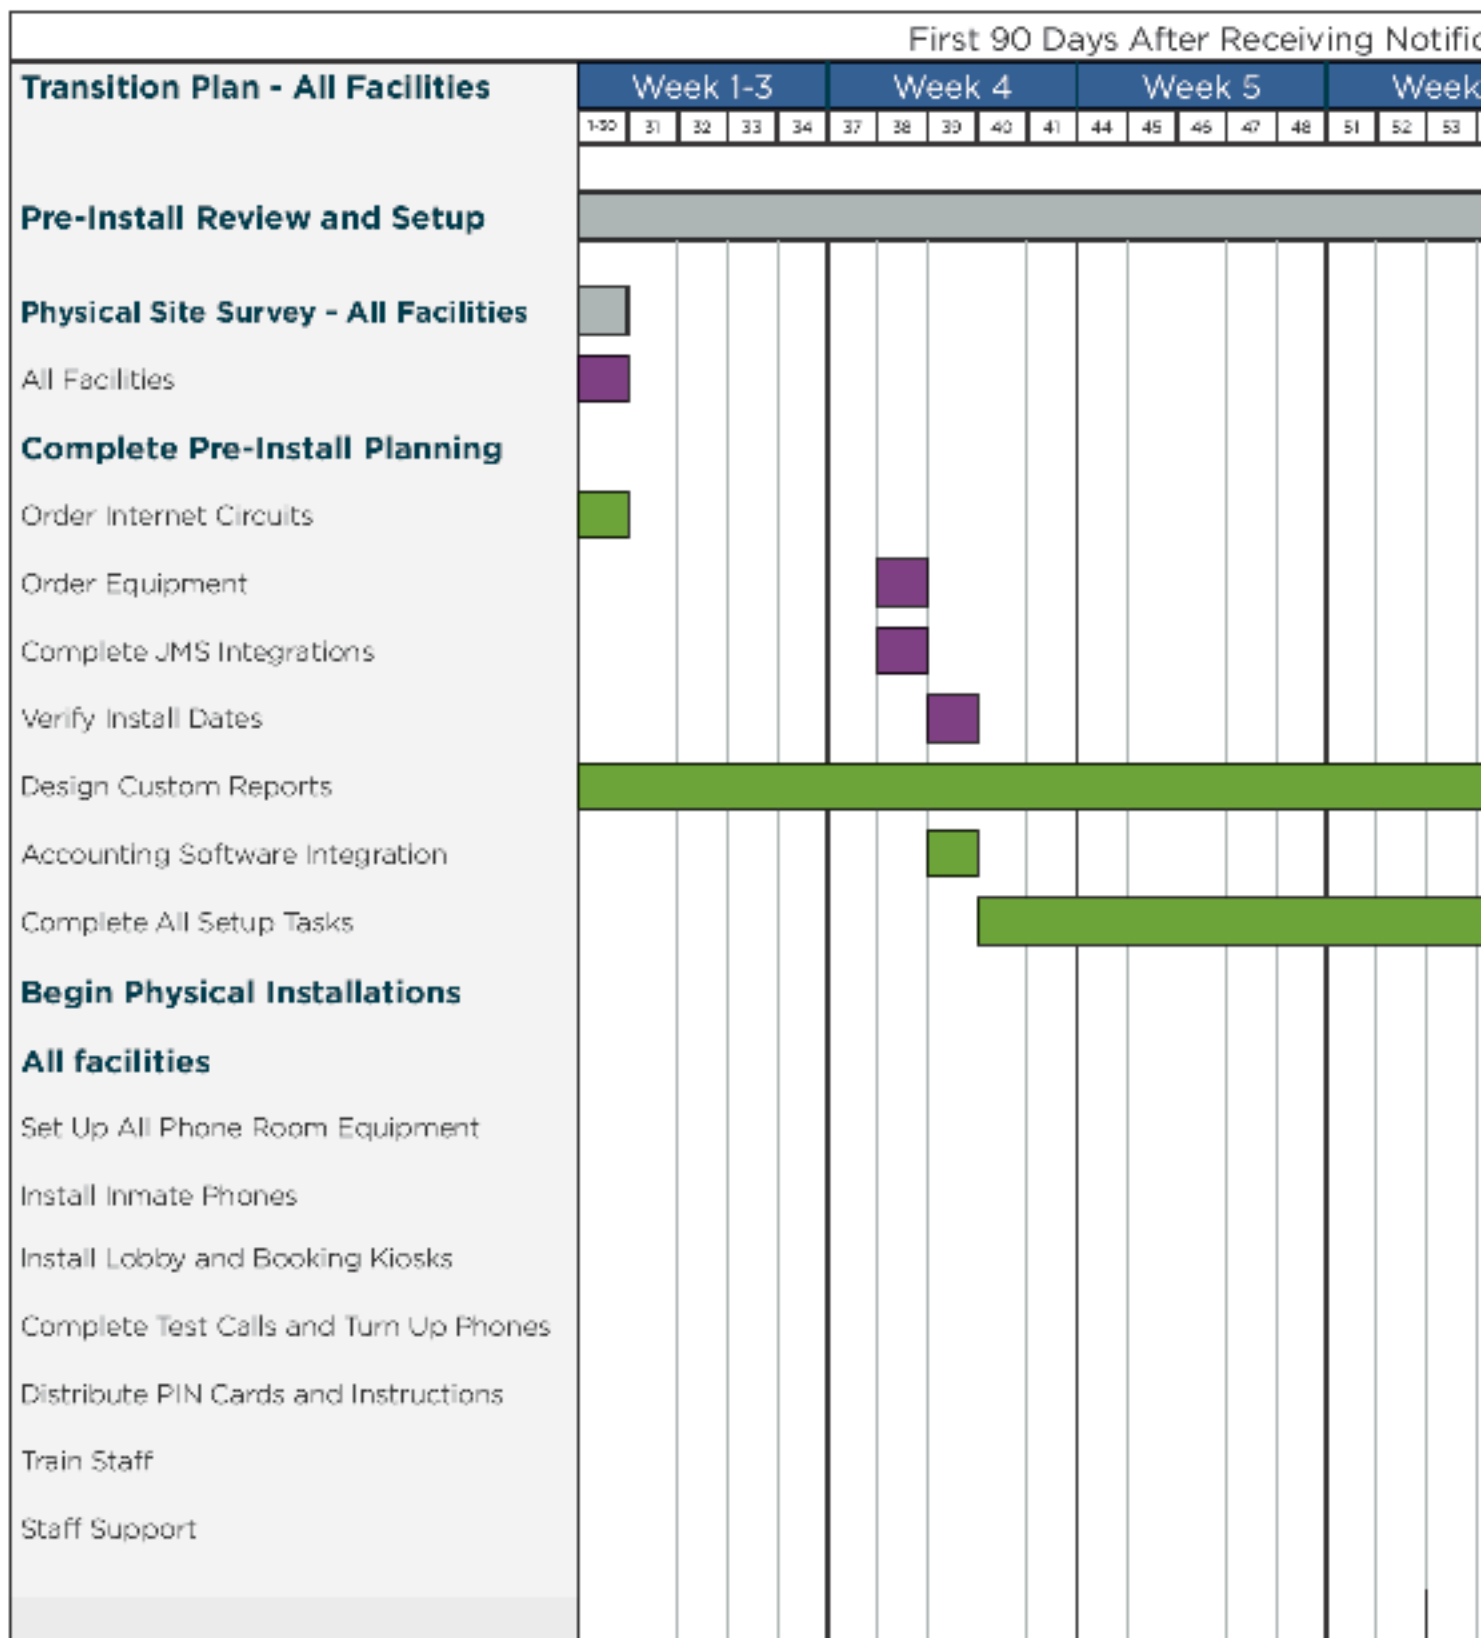 First 90 Days After Receiving
Transition Plan - All Facilities
Week 1-3 Week 4 Week 5 Week
1-30 31 32 33 34 37 38 39 40 41 44 45 46 47 48 51 52 53
Pre-Install Review and Setup
Physical Site Survey - All Facilities
All Facilities
Complete Pre-Install Planning
Order Internet Circuits
Order Equipment
Complete JMS Integrations
Verify Install Dates
Design Custom Reports
Accounting Software Integration
Complete All Setup Tasks
Begin Physical Installations
All facilities
Set Up All Phone Room Equipment
Install Inmate Phones
Install Lobby and Booking Kiosks
Complete Test Calls and Turn Up Phones
Distribute PIN Cards and Instructions
Train Staff
Staff Support